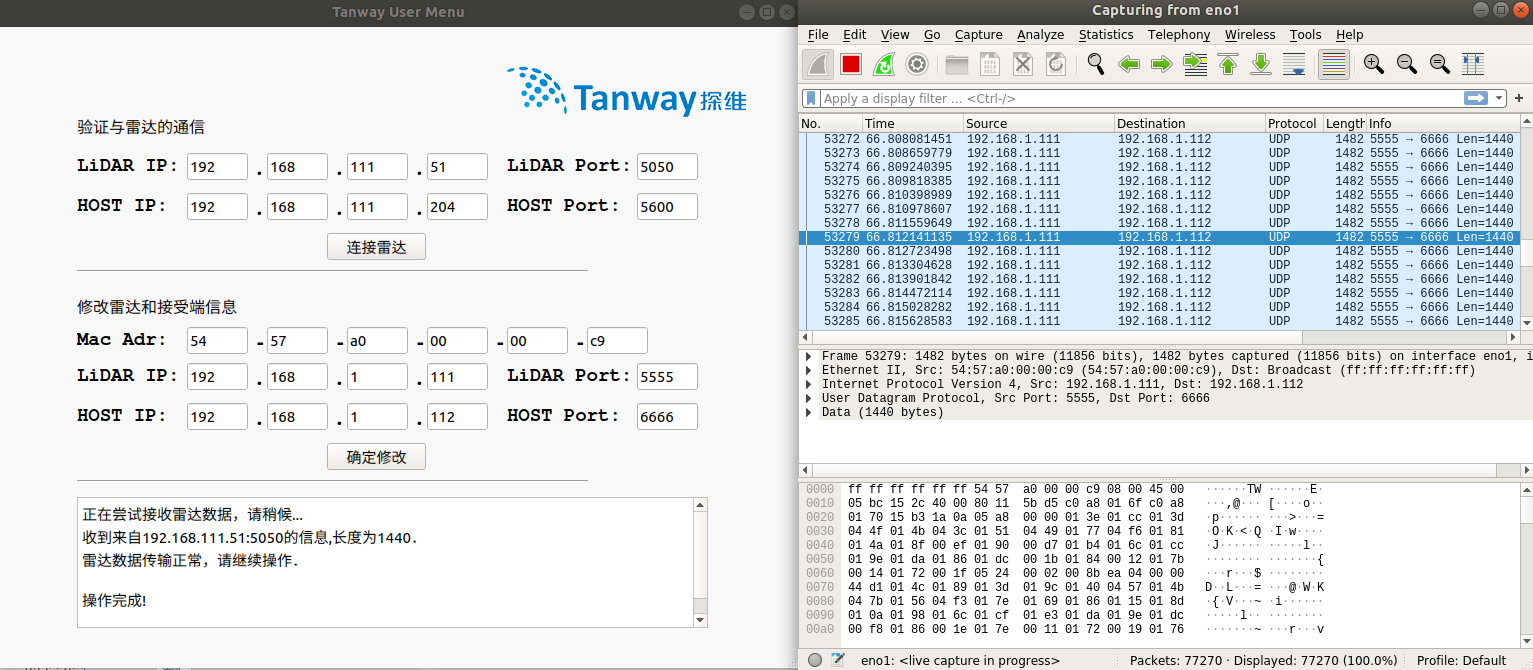 Tanway User Menu
Tanway探维
验证与雷达的通信
LiDAR IP: 192 . 168 . 111 . 51 LiDAR Port: 5050
HOST IP: 192 . 168 . 111 . 204 HOST Port: 5600
连接雷达
修改雷达和接受端信息
Mac Adr: 54 - 57 - a0 - 00 - 00 - c9
LiDAR IP: 192 . 168 . 1 . 111 LiDAR Port: 5555
HOST IP: 192 . 168 . 1 . 112 HOST Port: 6666
确定修改
正在尝试接收雷达数据，请稍候...
收到来自192.168.111.51:5050的信息,长度为1440.
雷达数据传输正常，请继续操作.
操作完成!
Capturing from eno1
File Edit View Go Capture Analyze Statistics Telephony Wireless Tools Help
Apply a display filter ... <Ctrl-/>
No. Time Source Destination Protocol Length Info
53272 66.808081451 192.168.1.111 192.168.1.112 UDP 1482 5555 → 6666 Len=1440
53273 66.808659779 192.168.1.111 192.168.1.112 UDP 1482 5555 → 6666 Len=1440
53274 66.809240395 192.168.1.111 192.168.1.112 UDP 1482 5555 → 6666 Len=1440
53275 66.809818385 192.168.1.111 192.168.1.112 UDP 1482 5555 → 6666 Len=1440
53276 66.810398989 192.168.1.111 192.168.1.112 UDP 1482 5555 → 6666 Len=1440
53277 66.810978607 192.168.1.111 192.168.1.112 UDP 1482 5555 → 6666 Len=1440
53278 66.811559649 192.168.1.111 192.168.1.112 UDP 1482 5555 → 6666 Len=1440
53279 66.812141135 192.168.1.111 192.168.1.112 UDP 1482 5555 → 6666 Len=1440
53280 66.812723498 192.168.1.111 192.168.1.112 UDP 1482 5555 → 6666 Len=1440
53281 66.813304628 192.168.1.111 192.168.1.112 UDP 1482 5555 → 6666 Len=1440
53282 66.813901842 192.168.1.111 192.168.1.112 UDP 1482 5555 → 6666 Len=1440
53283 66.814472114 192.168.1.111 192.168.1.112 UDP 1482 5555 → 6666 Len=1440
53284 66.815028282 192.168.1.111 192.168.1.112 UDP 1482 5555 → 6666 Len=1440
53285 66.815628583 192.168.1.111 192.168.1.112 UDP 1482 5555 → 6666 Len=1440
Frame 53279: 1482 bytes on wire (11856 bits), 1482 bytes captured (11856 bits) on interface eno1, i
Ethernet II, Src: 54:57:a0:00:00:c9 (54:57:a0:00:00:c9), Dst: Broadcast (ff:ff:ff:ff:ff:ff)
Internet Protocol Version 4, Src: 192.168.1.111, Dst: 192.168.1.112
User Datagram Protocol, Src Port: 5555, Dst Port: 6666
Data (1440 bytes)
0000 ff ff ff ff ff ff 54 57 a0 00 00 c9 08 00 45 00 ······TW ······E·
0010 05 bc 15 2c 40 00 80 11 5b d5 c0 a8 01 6f c0 a8 ···,@··· [····o··
0020 01 70 15 b3 1a 0a 05 a8 00 00 01 3e 01 cc 01 3d ·p······ ···>···=
0030 04 4f 01 4b 04 3c 01 51 04 49 01 77 04 f6 01 81 ·O·K·<·Q ·I·w····
0040 01 4a 01 8f 00 ef 01 90 00 d7 01 b4 01 6c 01 cc ·J······ ·····l··
0050 01 9e 01 da 01 86 01 dc 00 1b 01 84 00 12 01 7b ········ ·······{
0060 00 14 01 72 00 1f 05 24 00 02 00 8b ea 04 00 00 ···r···$ ········
0070 44 d1 01 4c 01 89 01 3d 01 9c 01 40 04 57 01 4b D··L···= ···@·W·K
0080 04 7b 01 56 04 f3 01 7e 01 69 01 86 01 15 01 8d ·{·V···~ ·i······
0090 01 0a 01 98 01 6c 01 cf 01 e3 01 da 01 9e 01 dc ·····l·· ········
00a0 00 f8 01 86 00 1e 01 7e 00 11 01 72 00 19 01 76 ·······~ ···r···v
eno1: <live capture in progress> Packets: 77270 · Displayed: 77270 (100.0%) Profile: Default